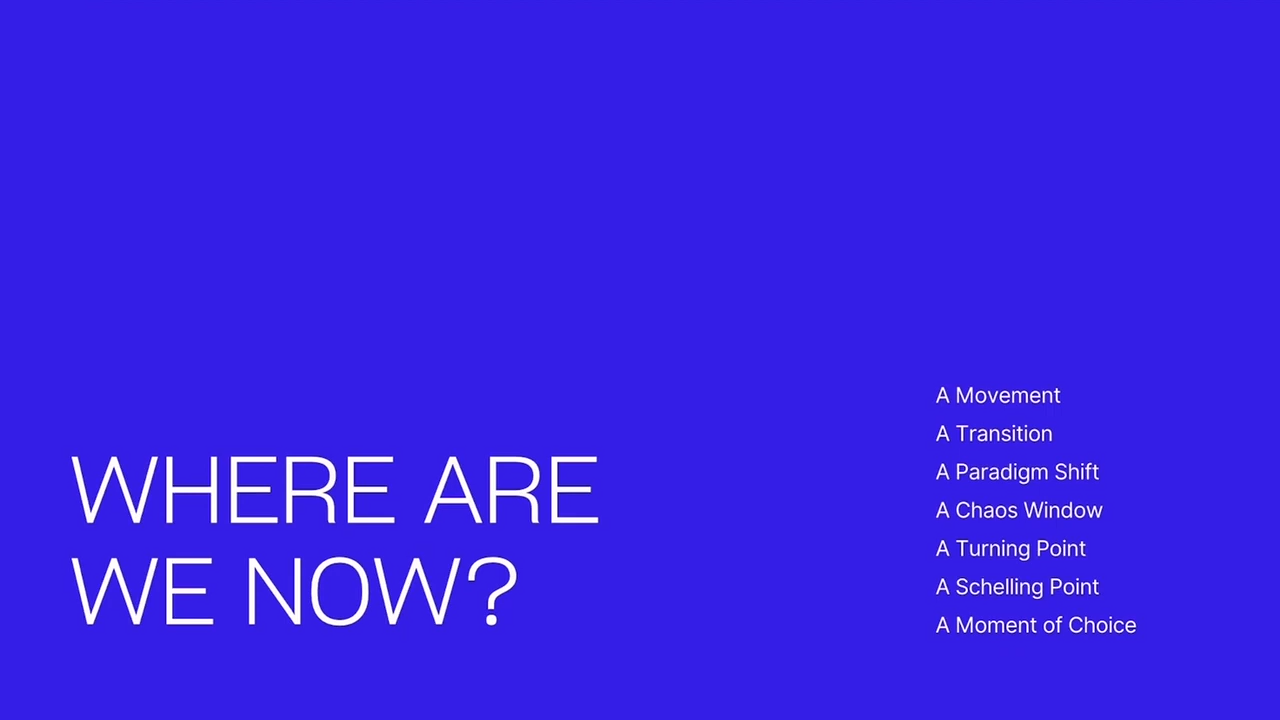 WHERE ARE
WE NOW?
A Movement
A Transition
A Paradigm Shift
A Chaos Window
A Turning Point
A Schelling Point
A Moment of Choice